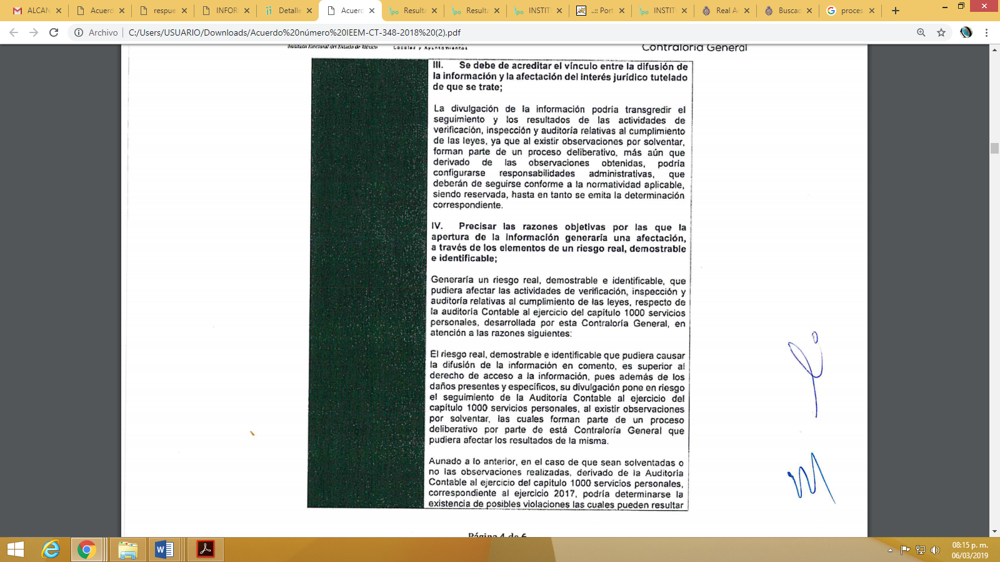 ALCAN
Acuerd
respue
INFOR
Detalle
Acuerd
Resulta
Resulta
INSTIT
..:: Port
INSTIT
Real A
Buscad
proces
Archivo
C:/Users/USUARIO/Downloads/Acuerdo%20número%20IEEM-CT-348-2018%20(2).pdf
Instituto Electoral del Estado de México
Locales y Ayuntamientos
Contraloría General
III. Se debe de acreditar el vínculo entre la difusión de
la información y la afectación del interés jurídico tutelado
de que se trate;
La divulgación de la información podría transgredir el
seguimiento y los resultados de las actividades de
verificación, inspección y auditoría relativas al cumplimiento
de las leyes, ya que al existir observaciones por solventar,
forman parte de un proceso deliberativo, más aún que
derivado de las observaciones obtenidas, podría
configurarse responsabilidades administrativas, que
deberán de seguirse conforme a la normatividad aplicable,
siendo reservada, hasta en tanto se emita la determinación
correspondiente.
IV. Precisar las razones objetivas por las que la
apertura de la información generaría una afectación,
a través de los elementos de un riesgo real, demostrable
e identificable;
Generaría un riesgo real, demostrable e identificable, que
pudiera afectar las actividades de verificación, inspección y
auditoría relativas al cumplimiento de las leyes, respecto de
la auditoría Contable al ejercicio del capítulo 1000 servicios
personales, desarrollada por esta Contraloría General, en
atención a las razones siguientes:
El riesgo real, demostrable e identificable que pudiera causar
la difusión de la información en comento, es superior al
derecho de acceso a la información, pues además de los
daños presentes y específicos, su divulgación pone en riesgo
el seguimiento de la Auditoría Contable al ejercicio del
capítulo 1000 servicios personales, al existir observaciones
por solventar, las cuales forman parte de un proceso
deliberativo por parte de está Contraloría General que
pudiera afectar los resultados de la misma.
Aunado a lo anterior, en el caso de que sean solventadas o
no las observaciones realizadas, derivado de la Auditoría
Contable al ejercicio del capítulo 1000 servicios personales,
correspondiente al ejercicio 2017, podría determinarse la
existencia de posibles violaciones las cuales pueden resultar
Página 4 de 6
08:15 p. m.
06/03/2019